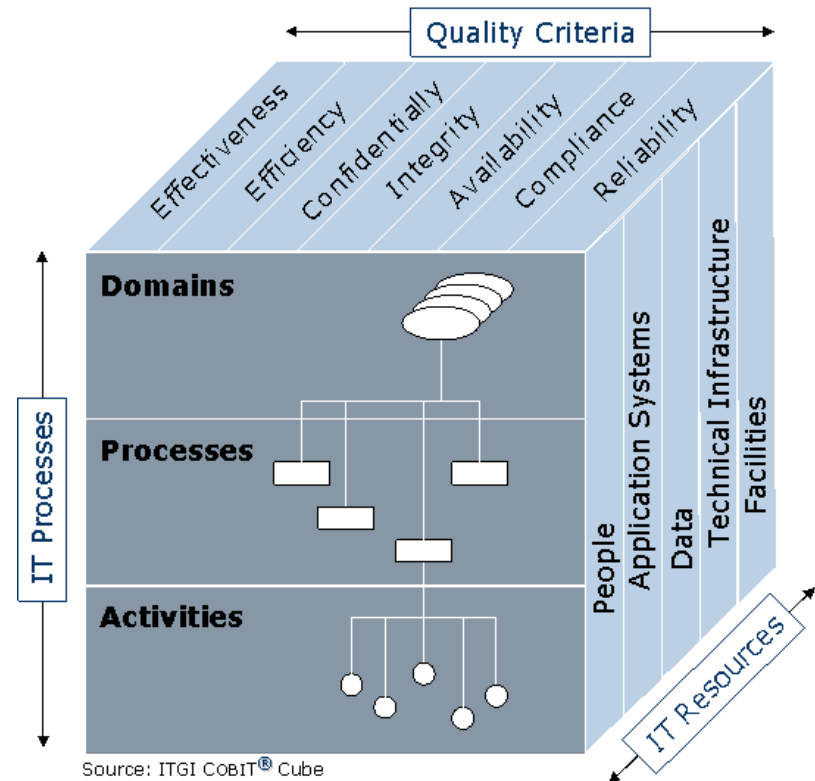 Quality Criteria
Effectiveness
Efficiency
Confidentially
Integrity
Availability
Compliance
Reliability
IT Processes
Domains
Processes
Activities
People
Application Systems
Data
Technical Infrastructure
Facilities
IT Resources
Source: ITGI COBIT® Cube